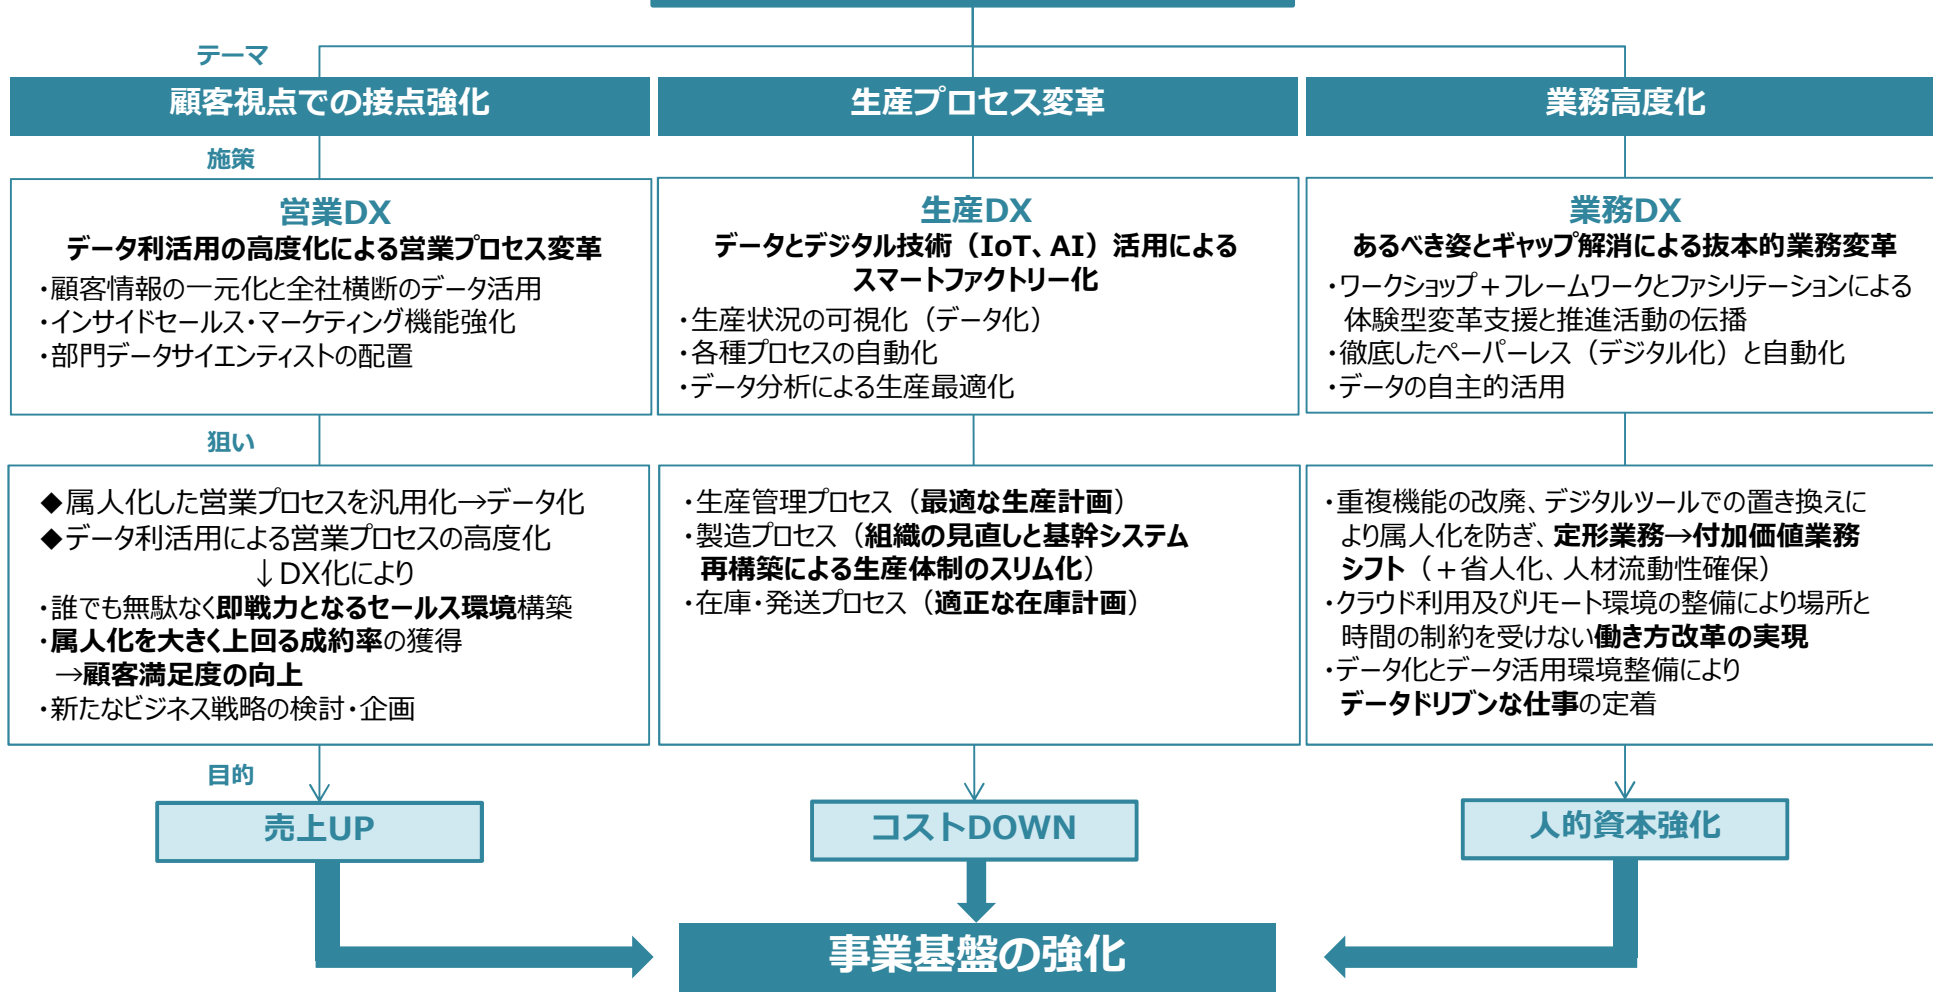 テーマ
顧客視点での接点強化
施策
営業DX
データ利活用の高度化による営業プロセス変革
・顧客情報の一元化と全社横断のデータ活用
・インサイドセールス・マーケティング機能強化
・部門データサイエンティストの配置
狙い
◆属人化した営業プロセスを汎用化→データ化
◆データ利活用による営業プロセスの高度化
↓DX化により
・誰でも無駄なく即戦力となるセールス環境構築
・属人化を大きく上回る成約率の獲得
→顧客満足度の向上
・新たなビジネス戦略の検討・企画
目的
売上UP
生産プロセス変革
生産DX
データとデジタル技術（IoT、AI）活用による
スマートファクトリー化
・生産状況の可視化（データ化）
・各種プロセスの自動化
・データ分析による生産最適化
・生産管理プロセス（最適な生産計画）
・製造プロセス（組織の見直しと基幹システム
再構築による生産体制のスリム化）
・在庫・発送プロセス（適正な在庫計画）
コストDOWN
業務高度化
業務DX
あるべき姿とギャップ解消による抜本的業務変革
・ワークショップ＋フレームワークとファシリテーションによる
体験型変革支援と推進活動の伝播
・徹底したペーパーレス（デジタル化）と自動化
・データの自主的活用
・重複機能の改廃、デジタルツールでの置き換えに
より属人化を防ぎ、定形業務→付加価値業務
シフト（＋省人化、人材流動性確保）
・クラウド利用及びリモート環境の整備により場所と
時間の制約を受けない働き方改革の実現
・データ化とデータ活用環境整備により
データドリブンな仕事の定着
人的資本強化
事業基盤の強化